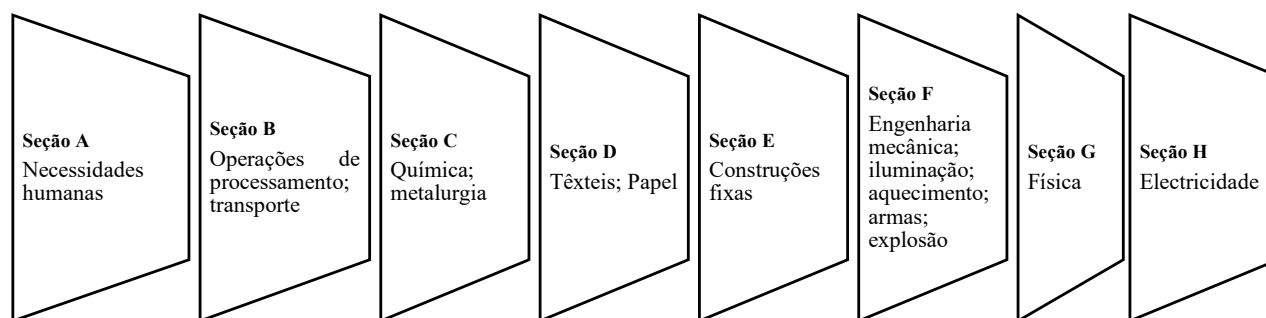 Seção A
Necessidades
humanas
Seção B
Operações de
processamento;
transporte
Seção C
Química;
metalurgia
Seção D
Têxteis; Papel
Seção E
Construções
fixas
Seção F
Engenharia
mecânica;
iluminação;
aquecimento;
armas;
explosão
Seção G
Física
Seção H
Electricidade